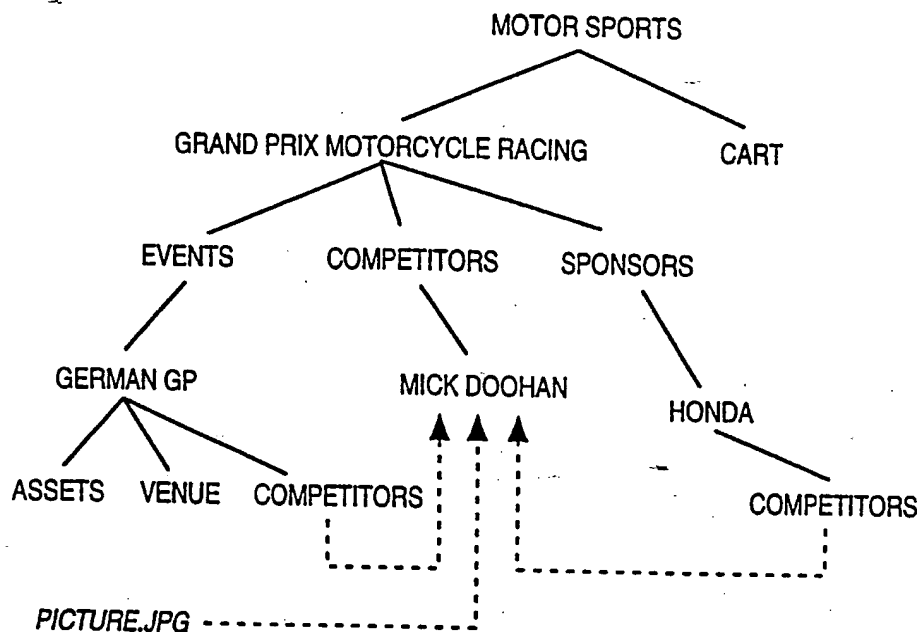 MOTOR SPORTS
GRAND PRIX MOTORCYCLE RACING
CART
EVENTS
COMPETITORS
SPONSORS
GERMAN GP
MICK DOOHAN
HONDA
ASSETS
VENUE
COMPETITORS
COMPETITORS
PICTURE.JPG